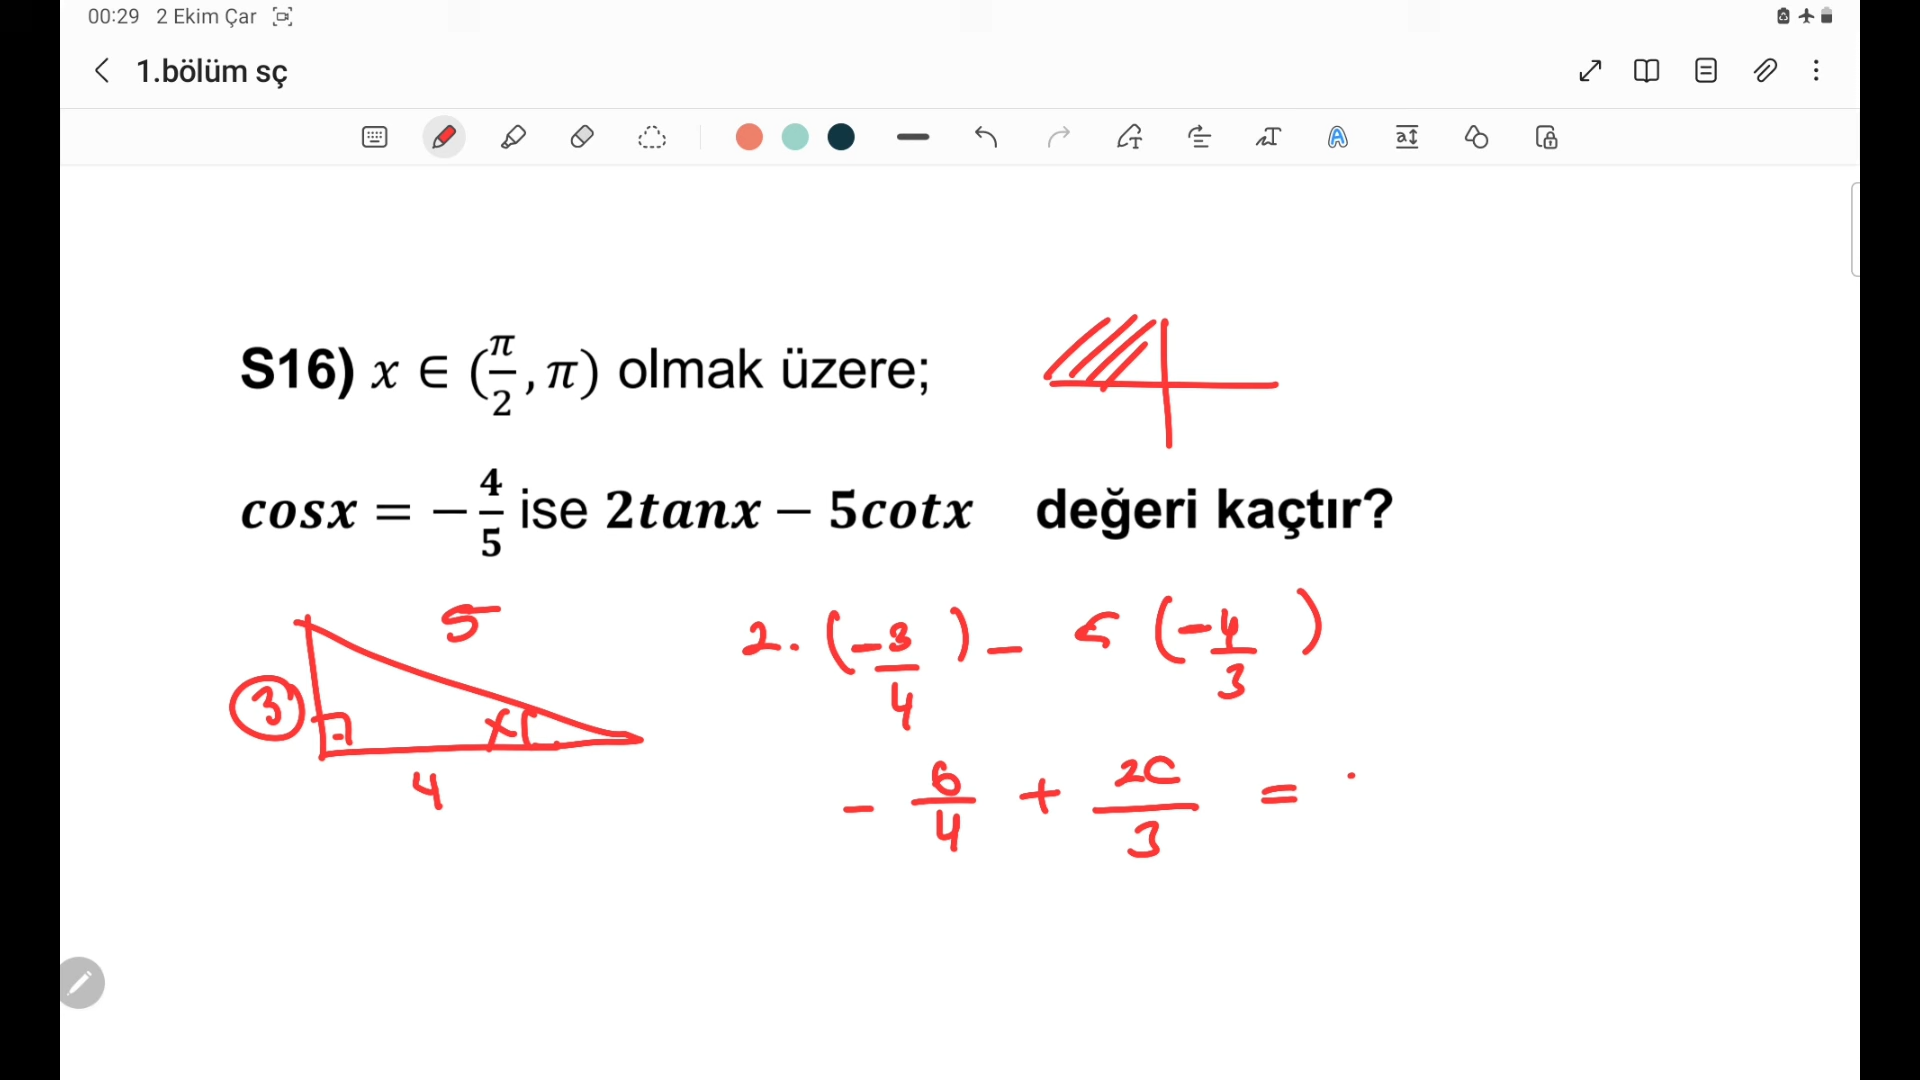 00:29 2 Ekim Çar
1.bölüm sç
S16) x ∈ (π/2, π) olmak üzere;
cosx = −4/5 ise 2tanx − 5cotx değeri kaçtır?
5
3
x
4
2. (−3/4) − 5 (−4/3)
− 6/4 + 20/3 =